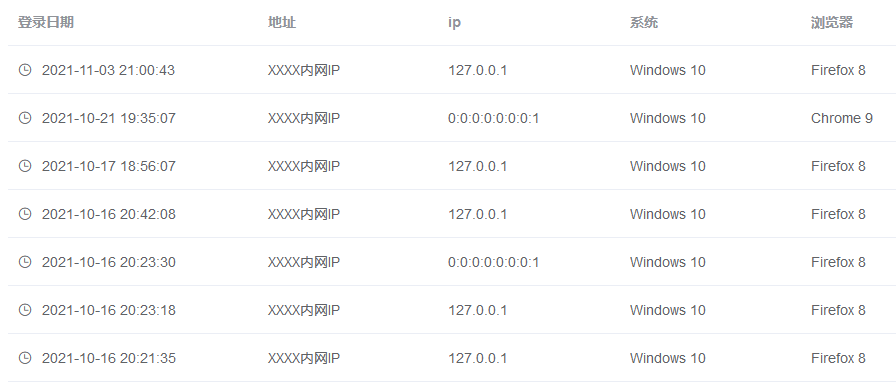 登录日期 地址 ip 系统 浏览器
2021-11-03 21:00:43 XXXX内网IP 127.0.0.1 Windows 10 Firefox 8
2021-10-21 19:35:07 XXXX内网IP 0:0:0:0:0:0:0:1 Windows 10 Chrome 9
2021-10-17 18:56:07 XXXX内网IP 127.0.0.1 Windows 10 Firefox 8
2021-10-16 20:42:08 XXXX内网IP 127.0.0.1 Windows 10 Firefox 8
2021-10-16 20:23:30 XXXX内网IP 0:0:0:0:0:0:0:1 Windows 10 Firefox 8
2021-10-16 20:23:18 XXXX内网IP 127.0.0.1 Windows 10 Firefox 8
2021-10-16 20:21:35 XXXX内网IP 127.0.0.1 Windows 10 Firefox 8